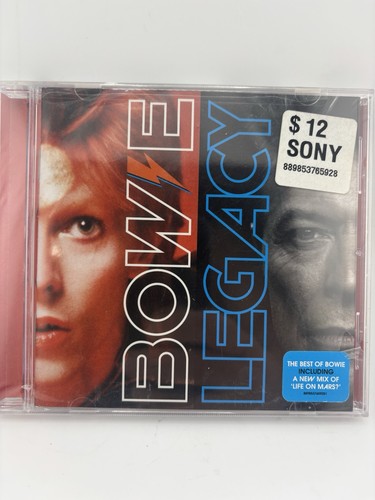 BOWIE
LEGACY
$12
SONY
889853765928
THE BEST OF BOWIE
INCLUDING
A NEW MIX OF
'LIFE ON MARS?'